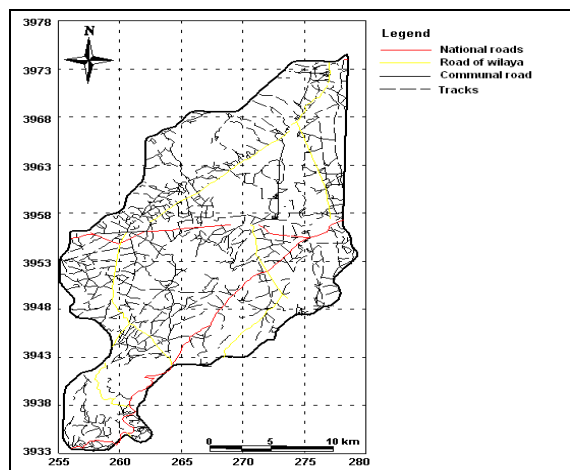 3978
3973
3968
3963
3958
3953
3948
3943
3938
3933
N
Legend
National roads
Road of wilaya
Communal road
Tracks
0 5 10 km
255 260 265 270 275 280